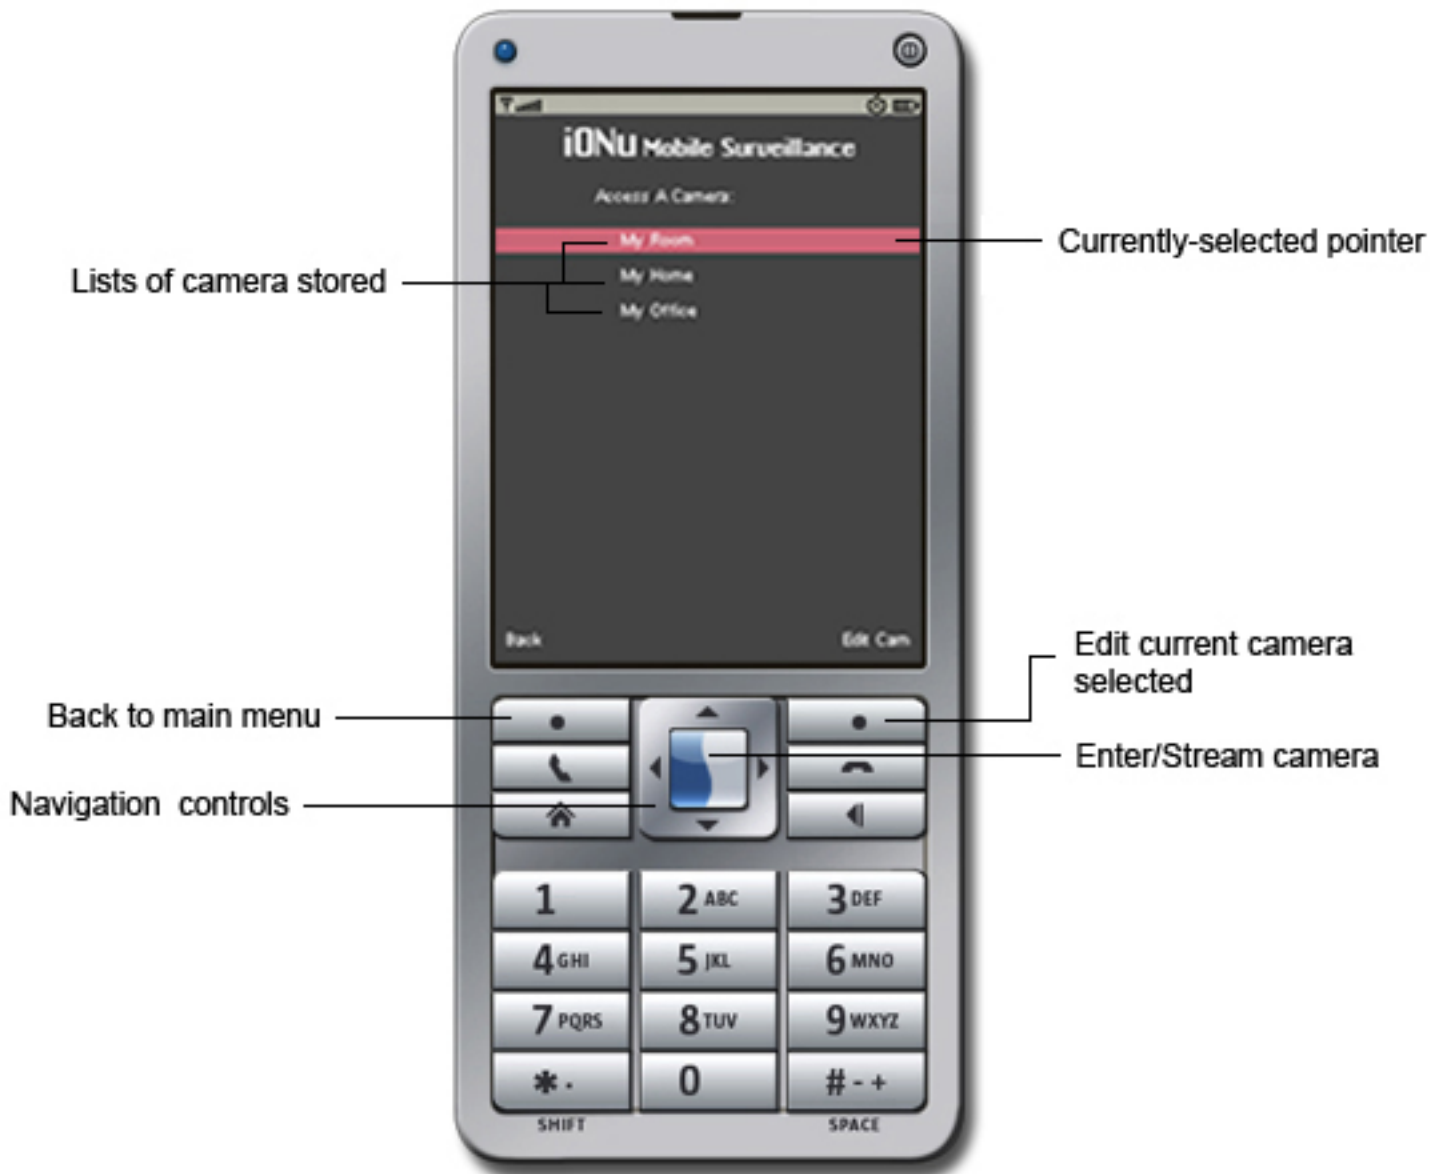 iONu Mobile Surveillance
Access A Camera:
My Room
Currently-selected pointer
Lists of camera stored
My Home
My Office
Back
Edit Cam
Edit current camera
selected
Back to main menu
Enter/Stream camera
Navigation controls
1
2 ABC
3 DEF
4 GHI
5 JKL
6 MNO
7 PQRS
8 TUV
9 WXYZ
* .
0
# - +
SHIFT
SPACE